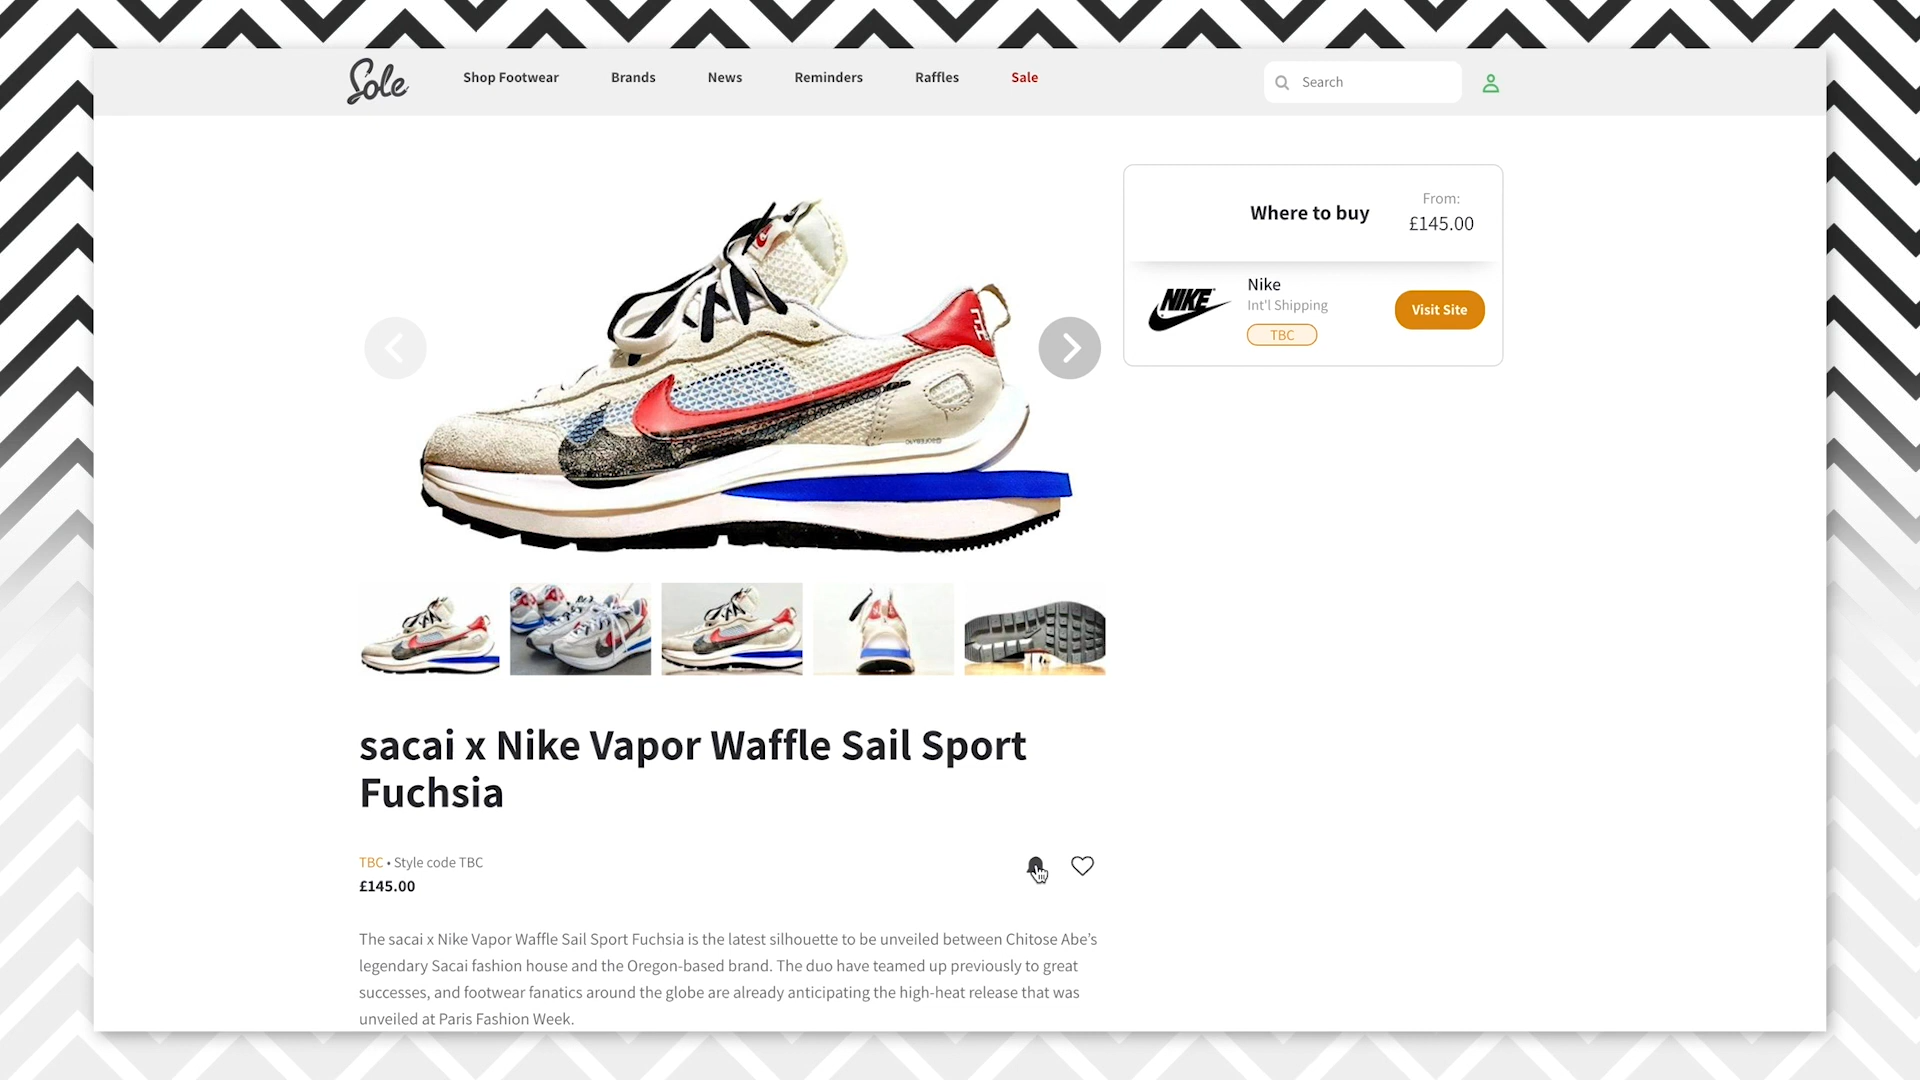 Sole
Shop Footwear
Brands
News
Reminders
Raffles
Sale
Search
Where to buy
From:
£145.00
NIKE
Nike
Int'l Shipping
TBC
Visit Site
sacai x Nike Vapor Waffle Sail Sport
Fuchsia
TBC • Style code TBC
£145.00
The sacai x Nike Vapor Waffle Sail Sport Fuchsia is the latest silhouette to be unveiled between Chitose Abe’s
legendary Sacai fashion house and the Oregon-based brand. The duo have teamed up previously to great
successes, and footwear fanatics around the globe are already anticipating the high-heat release that was
unveiled at Paris Fashion Week.